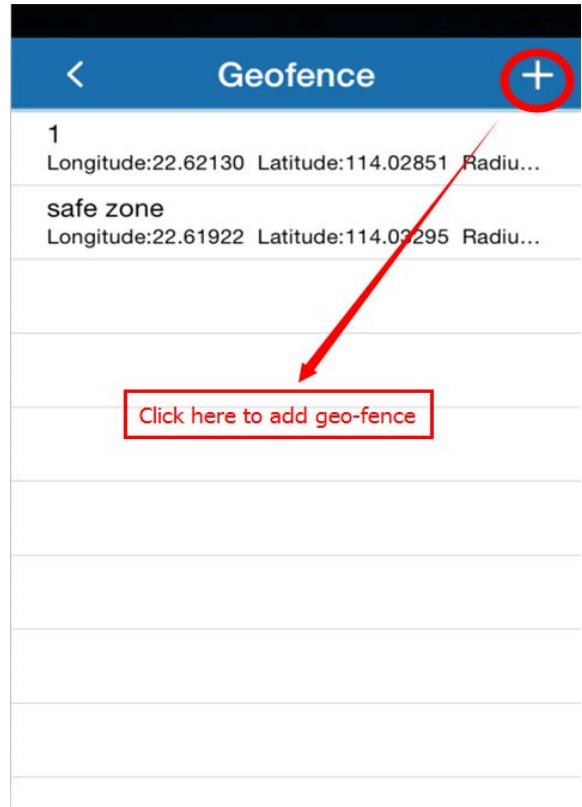 Geofence
1
Longitude:22.62130 Latitude:114.02851 Radiu...
safe zone
Longitude:22.61922 Latitude:114.03295 Radiu...
Click here to add geo-fence